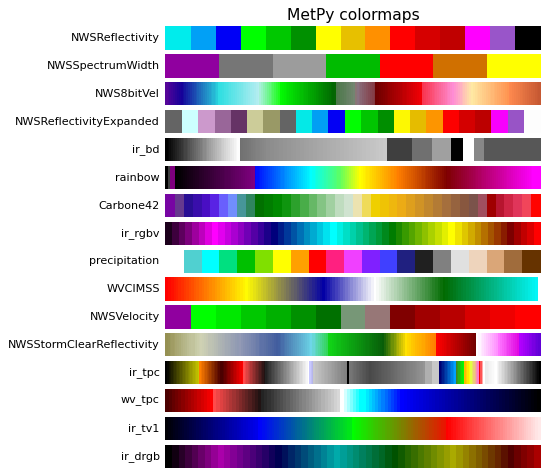 MetPy colormaps
NWSReflectivity
NWSSpectrumWidth
NWS8bitVel
NWSReflectivityExpanded
ir_bd
rainbow
Carbone42
ir_rgbv
precipitation
WVCIMSS
NWSVelocity
NWSStormClearReflectivity
ir_tpc
wv_tpc
ir_tv1
ir_drgb